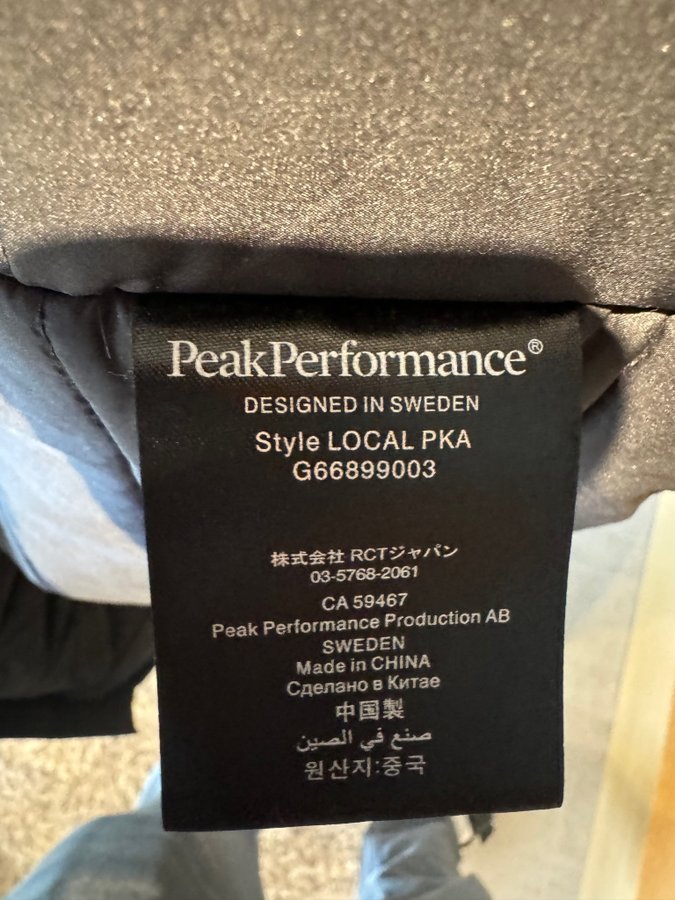 PeakPerformance®
DESIGNED IN SWEDEN
Style LOCAL PKA
G66899003
株式会社 RCTジャパン
03-5768-2061
CA 59467
Peak Performance Production AB
SWEDEN
Made in CHINA
Сделано в Китае
中国製
صنع في الصين
원산지:중국